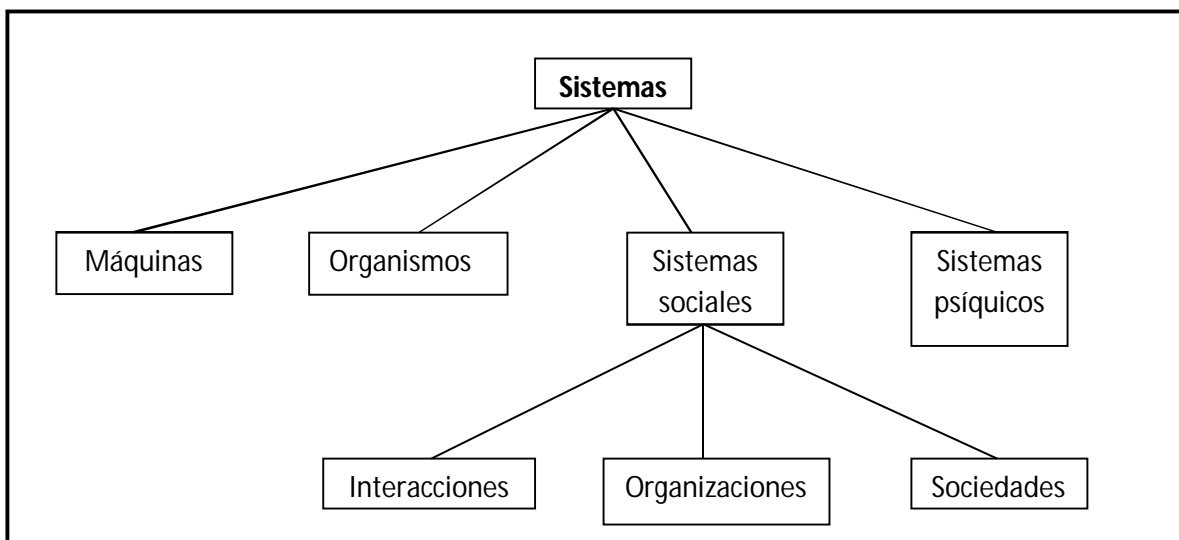 Sistemas
Máquinas
Organismos
Sistemas
sociales
Sistemas
psíquicos
Interacciones
Organizaciones
Sociedades